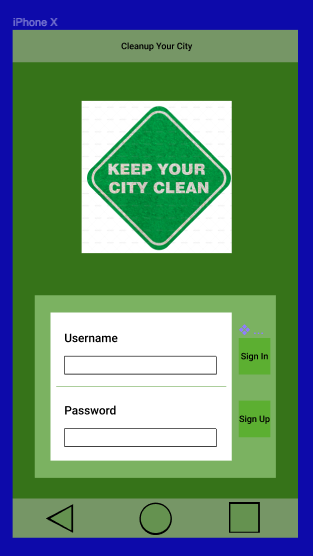 iPhone X
Cleanup Your City
KEEP YOUR
CITY CLEAN
Username
Sign In
Password
Sign Up